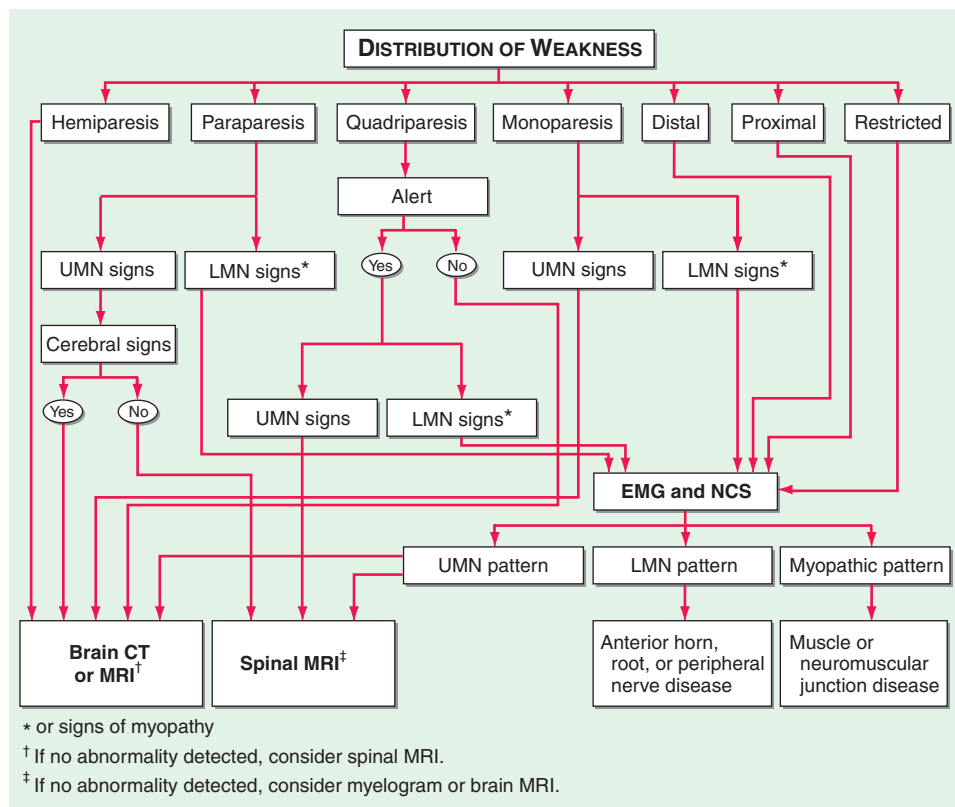 DISTRIBUTION OF WEAKNESS
Hemiparesis
Paraparesis
Quadriparesis
Monoparesis
Distal
Proximal
Restricted
Alert
UMN signs
LMN signs*
Yes
No
UMN signs
LMN signs*
Cerebral signs
Yes
No
UMN signs
LMN signs*
EMG and NCS
UMN pattern
LMN pattern
Myopathic pattern
Brain CT
or MRI†
Spinal MRI‡
Anterior horn,
root, or peripheral
nerve disease
Muscle or
neuromuscular
junction disease
* or signs of myopathy
† If no abnormality detected, consider spinal MRI.
‡ If no abnormality detected, consider myelogram or brain MRI.